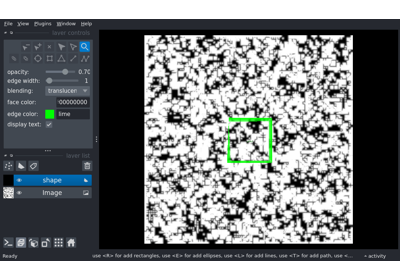 File View Plugins Window Help
layer controls
opacity: 0.70
edge width: 1
blending: translucen
face color: 00000000
edge color: lime
display text:
layer list
shape
Image
Ready use <R> for add rectangles, use <E> for add ellipses, use <L> for add lines, use <T> for add path, use <... activity